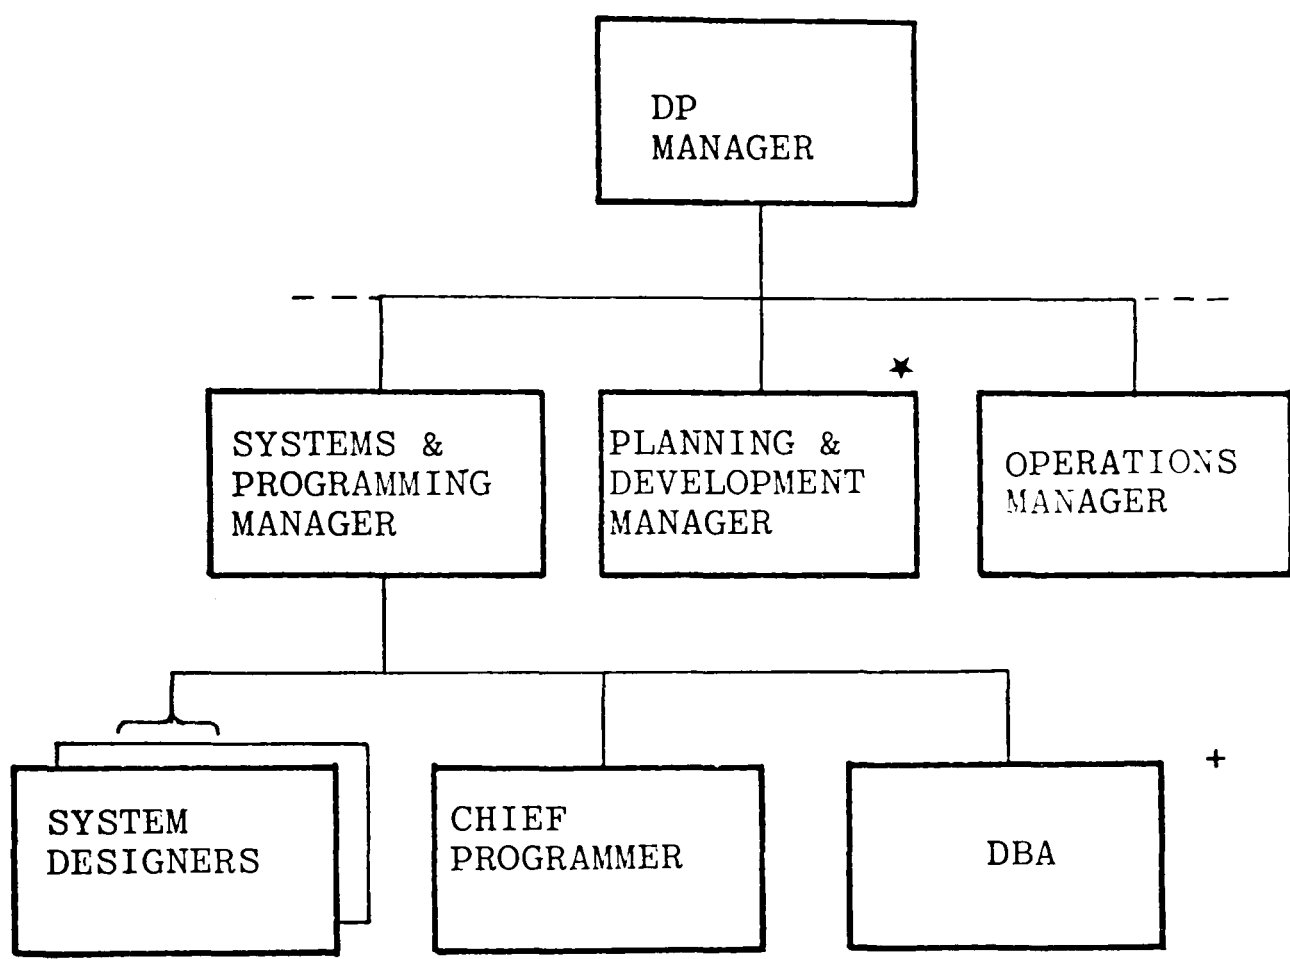 DP
MANAGER
★
SYSTEMS &
PROGRAMMING
MANAGER
PLANNING &
DEVELOPMENT
MANAGER
OPERATIONS
MANAGER
+
SYSTEM
DESIGNERS
CHIEF
PROGRAMMER
DBA